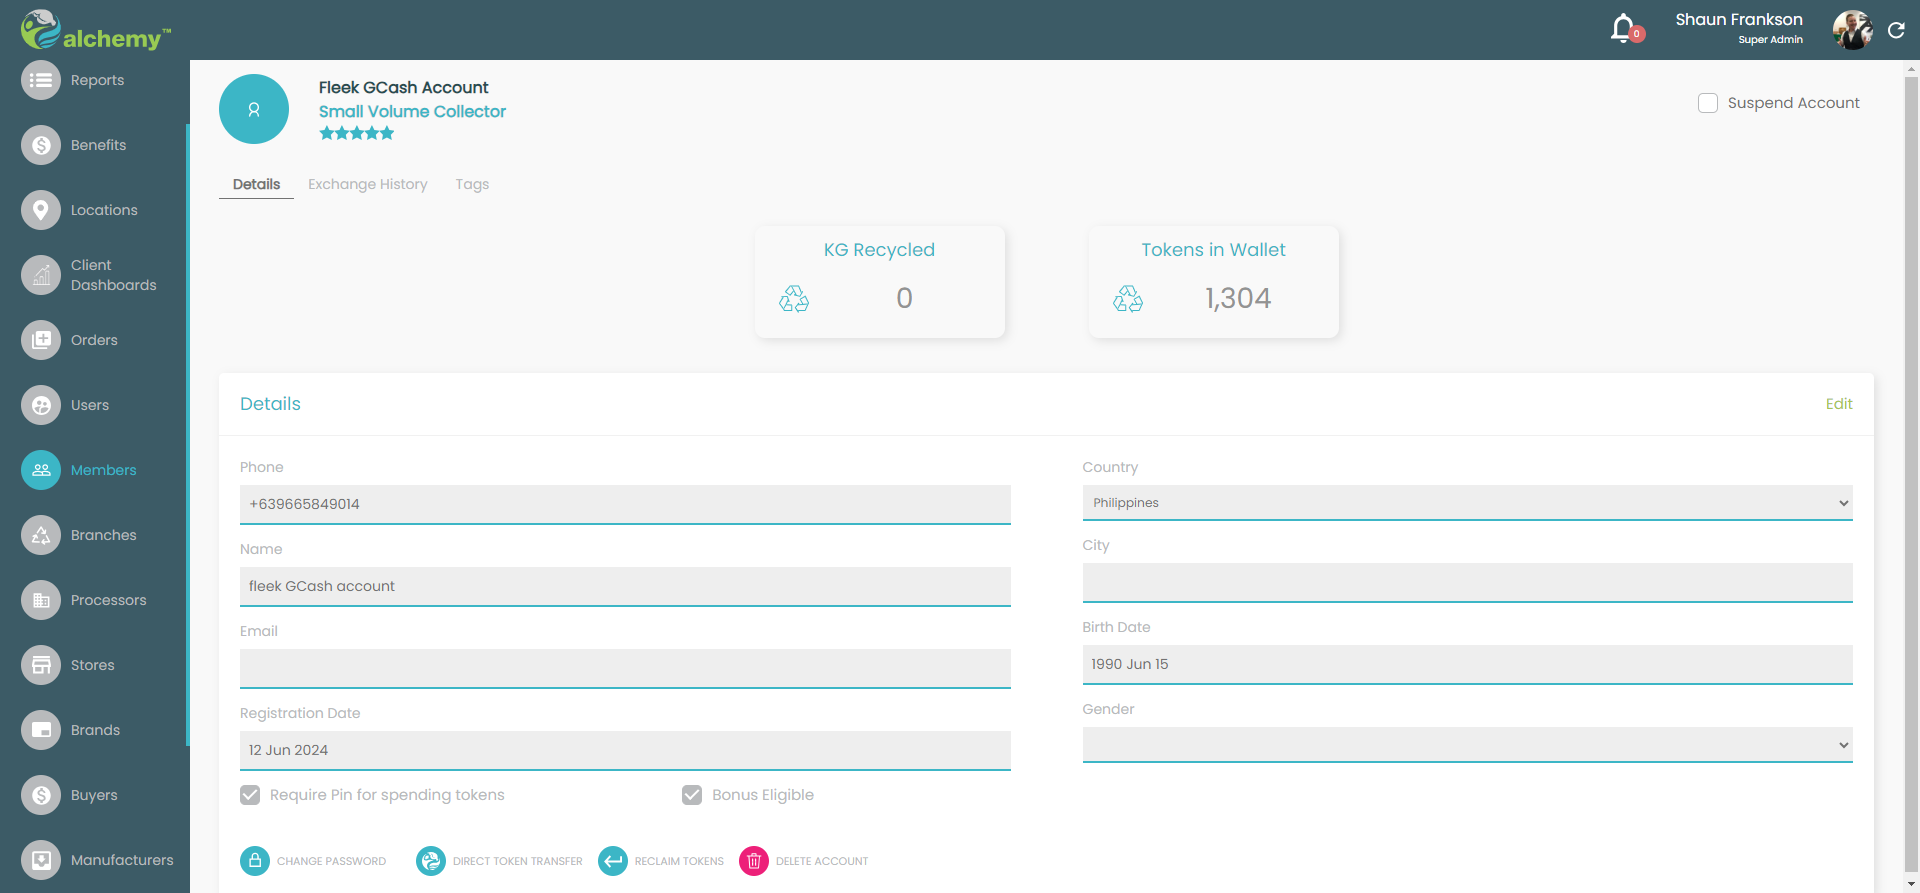 alchemy™
0
Shaun Frankson
Super Admin
Reports
Benefits
Locations
Client
Dashboards
Orders
Users
Members
Branches
Processors
Stores
Brands
Buyers
Manufacturers
Fleek GCash Account
Small Volume Collector
Suspend Account
Details
Exchange History
Tags
KG Recycled
0
Tokens in Wallet
1,304
Details
Edit
Phone
+639665849014
Name
fleek GCash account
Email
Registration Date
12 Jun 2024
Country
Philippines
City
Birth Date
1990 Jun 15
Gender
Require Pin for spending tokens
Bonus Eligible
CHANGE PASSWORD
DIRECT TOKEN TRANSFER
RECLAIM TOKENS
DELETE ACCOUNT